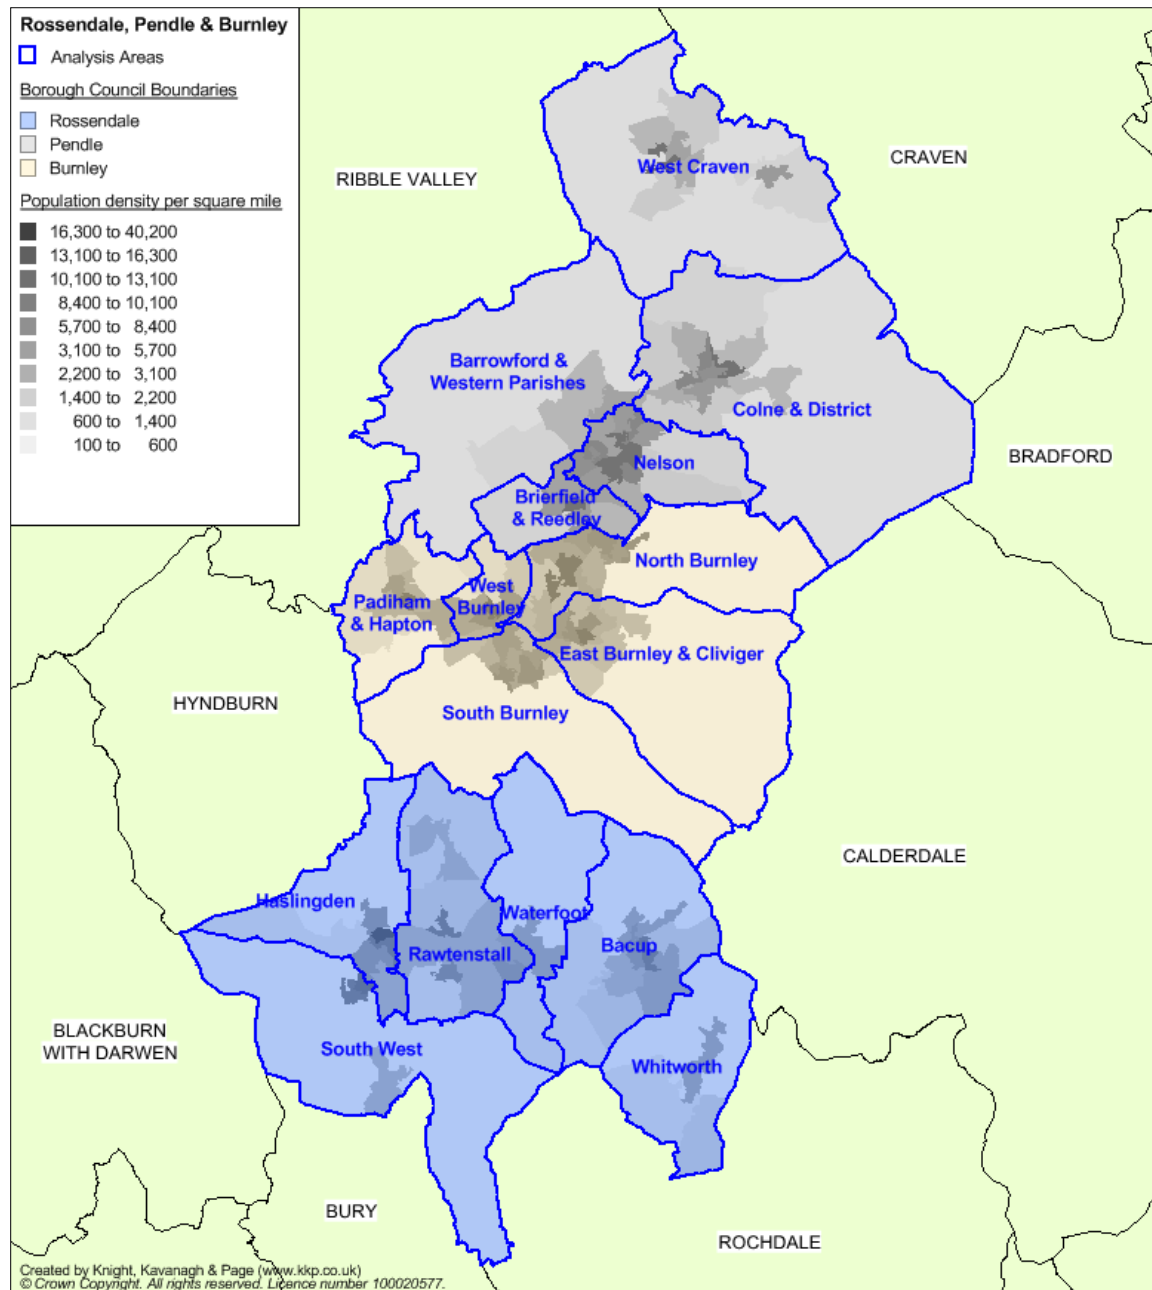 Rossendale, Pendle & Burnley
Analysis Areas
Borough Council Boundaries
Rossendale
Pendle
Burnley
Population density per square mile
16,300 to 40,200
13,100 to 16,300
10,100 to 13,100
8,400 to 10,100
5,700 to 8,400
3,100 to 5,700
2,200 to 3,100
1,400 to 2,200
600 to 1,400
100 to 600
CRAVEN
West Craven
RIBBLE VALLEY
Barrowford &
Western Parishes
Colne & District
BRADFORD
Nelson
Brierfield
& Reedley
North Burnley
West
Burnley
Padiham
& Hapton
East Burnley & Cliviger
HYNDBURN
South Burnley
CALDERDALE
Haslingden
Waterfoot
Rawtenstall
Bacup
BLACKBURN
WITH DARWEN
South West
Whitworth
BURY
ROCHDALE
Created by Knight, Kavanagh & Page (www.kkp.co.uk)
© Crown Copyright. All rights reserved. Licence number 100020577.